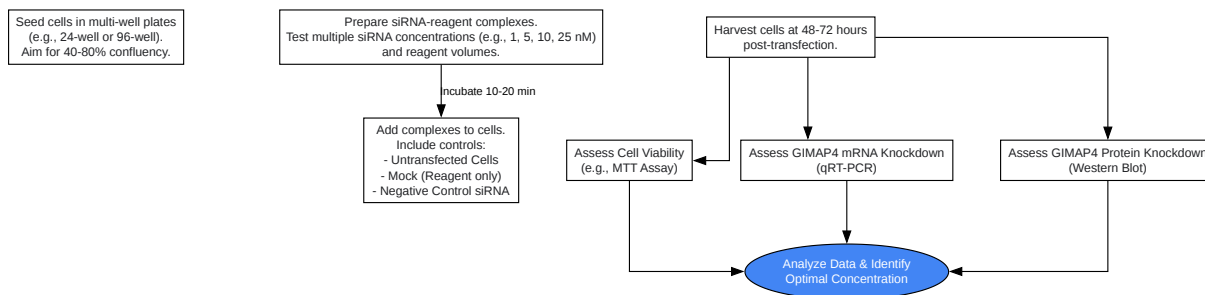 Seed cells in multi-well plates
(e.g., 24-well or 96-well).
Aim for 40-80% confluency.
Prepare siRNA-reagent complexes.
Test multiple siRNA concentrations (e.g., 1, 5, 10, 25 nM)
and reagent volumes.
Incubate 10-20 min
Add complexes to cells.
Include controls:
- Untransfected Cells
- Mock (Reagent only)
- Negative Control siRNA
Harvest cells at 48-72 hours
post-transfection.
Assess Cell Viability
(e.g., MTT Assay)
Assess GIMAP4 mRNA Knockdown
(qRT-PCR)
Assess GIMAP4 Protein Knockdown
(Western Blot)
Analyze Data & Identify
Optimal Concentration